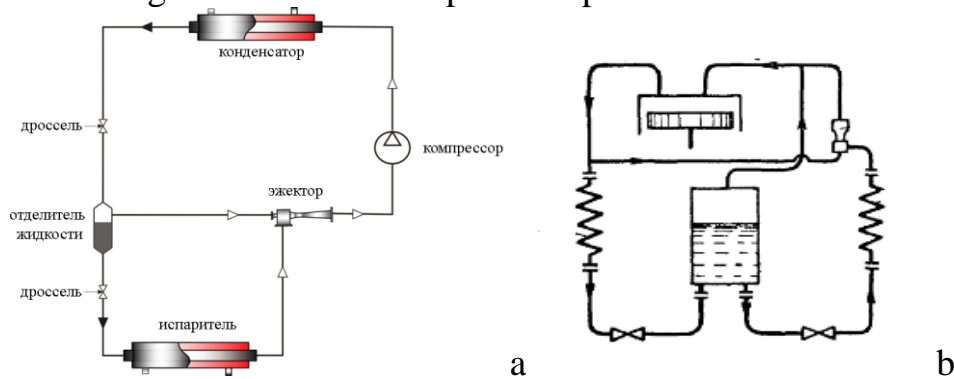 конденсатор
дроссель
компрессор
эжектор
отделитель
жидкости
дроссель
испаритель
a
b